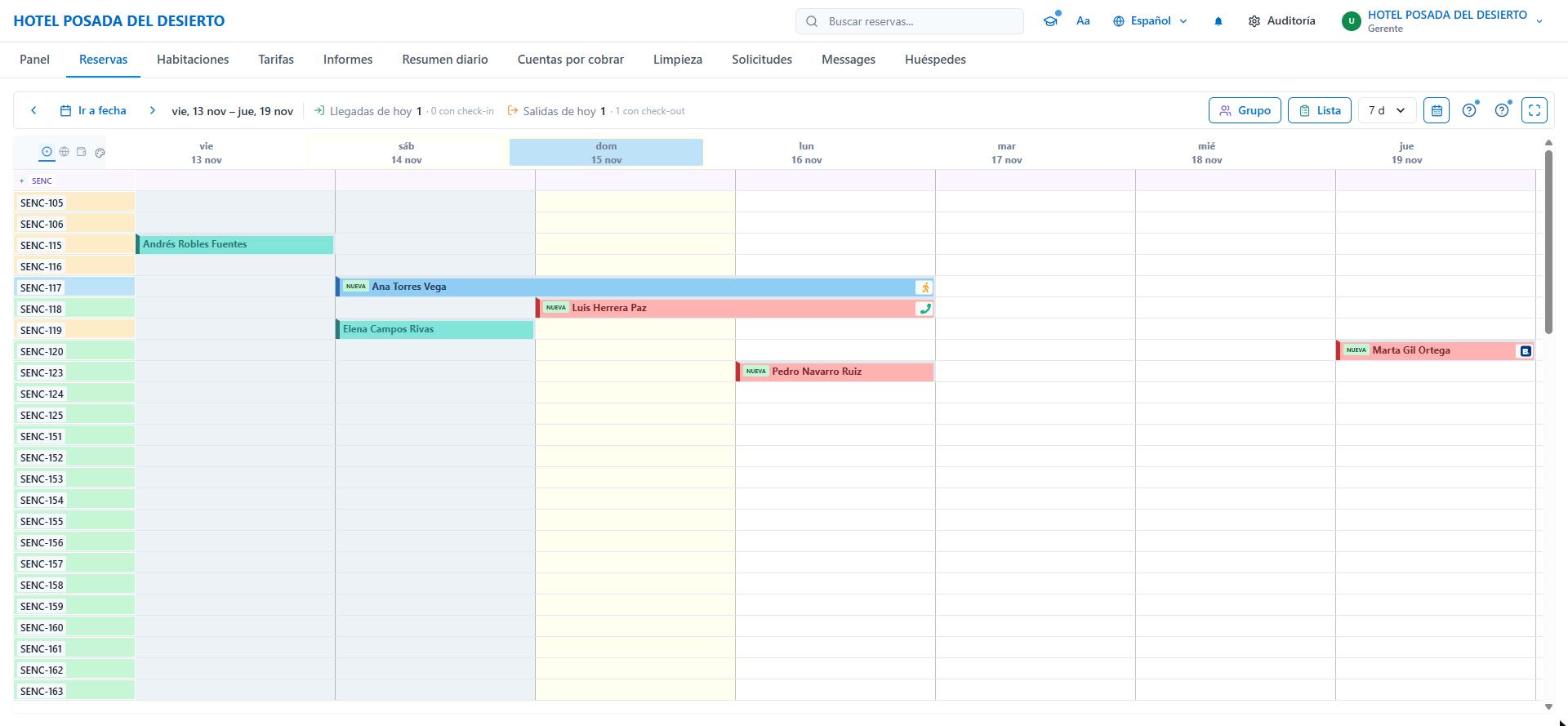 HOTEL POSADA DEL DESIERTO
Buscar reservas...
Aa
Español
Auditoría
U
HOTEL POSADA DEL DESIERTO
Gerente
Panel
Reservas
Habitaciones
Tarifas
Informes
Resumen diario
Cuentas por cobrar
Limpieza
Solicitudes
Messages
Huéspedes
Ir a fecha
vie, 13 nov – jue, 19 nov
Llegadas de hoy 1 · 0 con check-in
Salidas de hoy 1 · 1 con check-out
Grupo
Lista
7 d
vie
13 nov
sáb
14 nov
dom
15 nov
lun
16 nov
mar
17 nov
mié
18 nov
jue
19 nov
+ SENC
SENC-105
SENC-106
SENC-115
Andrés Robles Fuentes
SENC-116
SENC-117
NUEVA Ana Torres Vega
SENC-118
NUEVA Luis Herrera Paz
SENC-119
Elena Campos Rivas
SENC-120
NUEVA Marta Gil Ortega B
SENC-123
NUEVA Pedro Navarro Ruiz
SENC-124
SENC-125
SENC-151
SENC-152
SENC-153
SENC-154
SENC-155
SENC-156
SENC-157
SENC-158
SENC-159
SENC-160
SENC-161
SENC-162
SENC-163